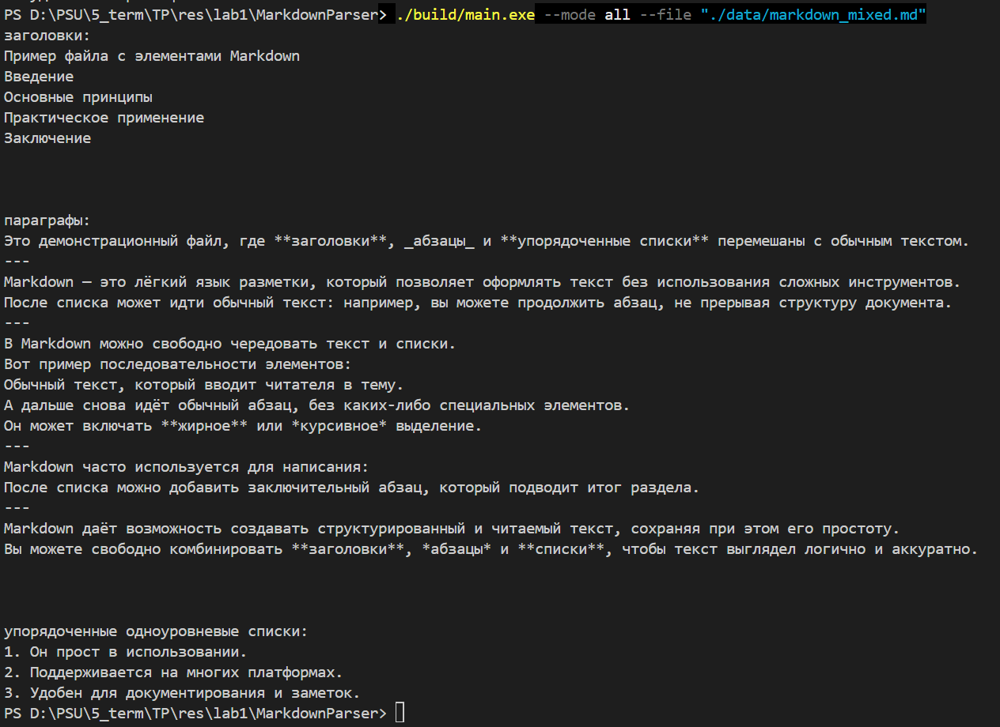 PS D:\PSU\5_term\TP\res\lab1\MarkdownParser> ./build/main.exe --mode all --file "./data/markdown_mixed.md"
заголовки:
Пример файла с элементами Markdown
Введение
Основные принципы
Практическое применение
Заключение
параграфы:
Это демонстрационный файл, где **заголовки**, _абзацы_ и **упорядоченные списки** перемешаны с обычным текстом.
---
Markdown — это лёгкий язык разметки, который позволяет оформлять текст без использования сложных инструментов.
После списка может идти обычный текст: например, вы можете продолжить абзац, не прерывая структуру документа.
---
В Markdown можно свободно чередовать текст и списки.
Вот пример последовательности элементов:
Обычный текст, который вводит читателя в тему.
А дальше снова идёт обычный абзац, без каких-либо специальных элементов.
Он может включать **жирное** или *курсивное* выделение.
---
Markdown часто используется для написания:
После списка можно добавить заключительный абзац, который подводит итог раздела.
---
Markdown даёт возможность создавать структурированный и читаемый текст, сохраняя при этом его простоту.
Вы можете свободно комбинировать **заголовки**, *абзацы* и **списки**, чтобы текст выглядел логично и аккуратно.
упорядоченные одноуровневые списки:
1. Он прост в использовании.
2. Поддерживается на многих платформах.
3. Удобен для документирования и заметок.
PS D:\PSU\5_term\TP\res\lab1\MarkdownParser>